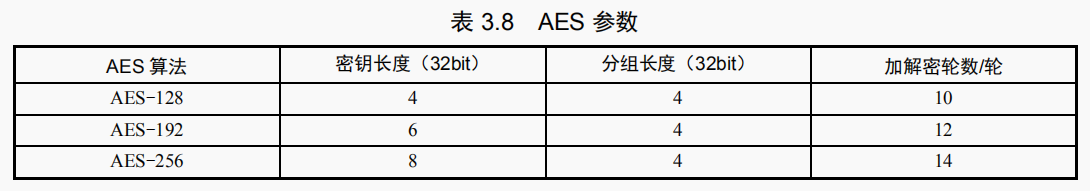 表 3.8 AES 参数
AES 算法 密钥长度（32bit） 分组长度（32bit） 加解密轮数/轮
AES-128 4 4 10
AES-192 6 4 12
AES-256 8 4 14